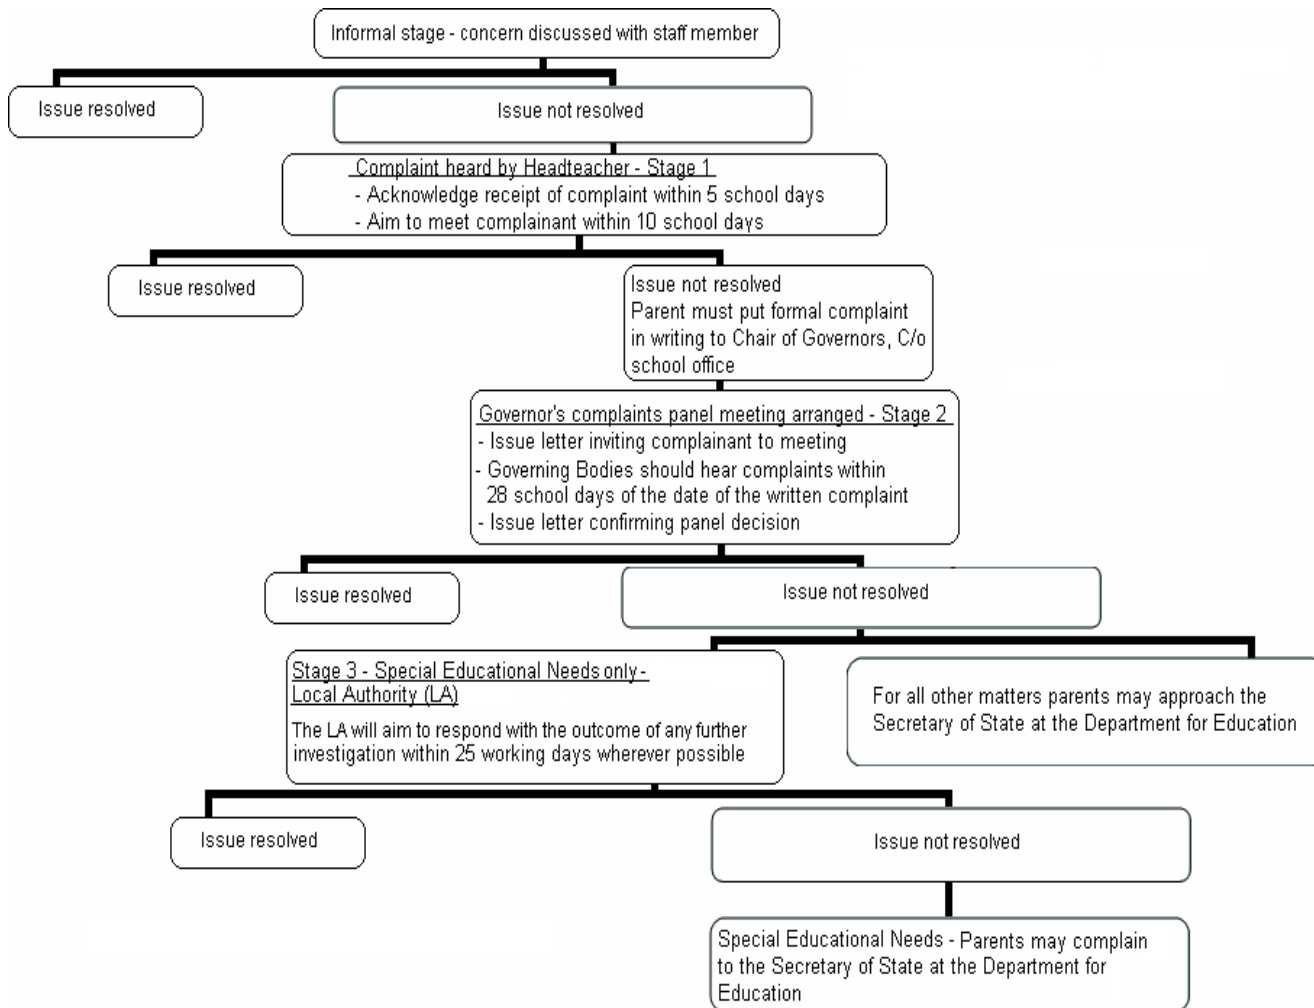 Informal stage - concern discussed with staff member
Issue resolved
Issue not resolved
Complaint heard by Headteacher - Stage 1
- Acknowledge receipt of complaint within 5 school days
- Aim to meet complainant within 10 school days
Issue resolved
Issue not resolved
Parent must put formal complaint
in writing to Chair of Governors, C/o
school office
Governor's complaints panel meeting arranged - Stage 2
- Issue letter inviting complainant to meeting
- Governing Bodies should hear complaints within
28 school days of the date of the written complaint
- Issue letter confirming panel decision
Issue resolved
Issue not resolved
Stage 3 - Special Educational Needs only -
Local Authority (LA)
The LA will aim to respond with the outcome of any further
investigation within 25 working days wherever possible
For all other matters parents may approach the
Secretary of State at the Department for Education
Issue resolved
Issue not resolved
Special Educational Needs - Parents may complain
to the Secretary of State at the Department for
Education